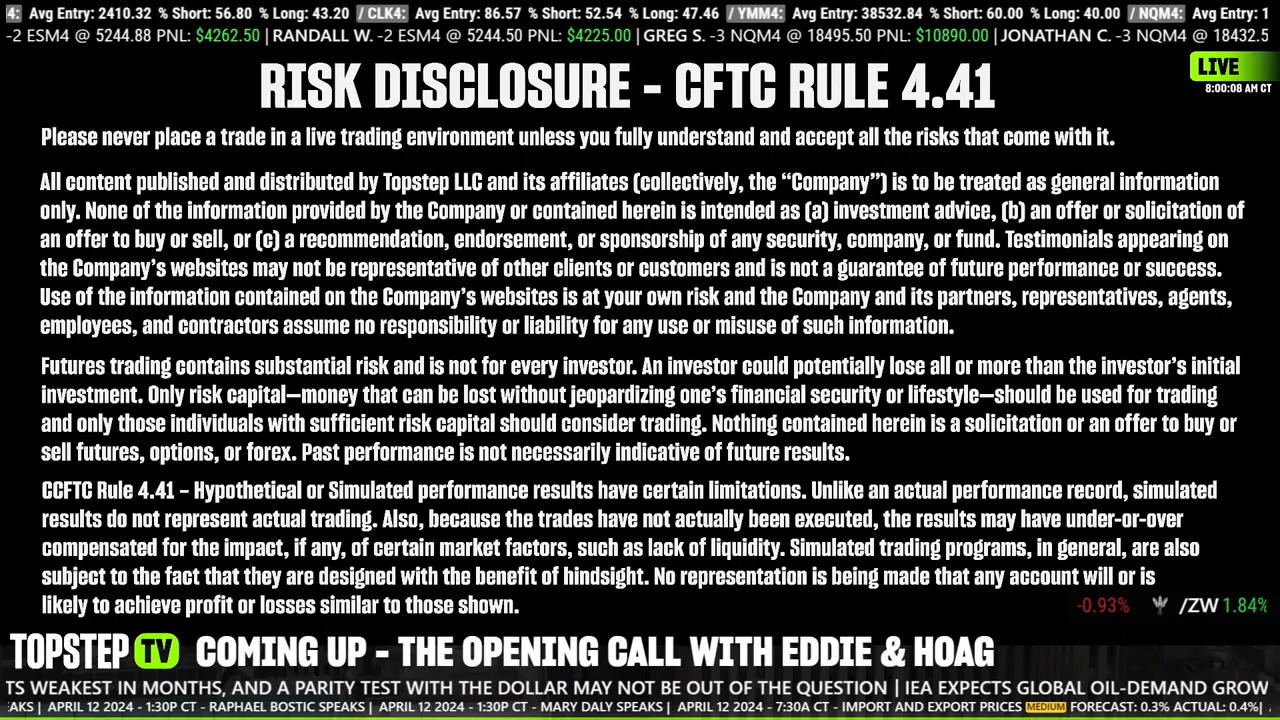 4: Avg Entry: 2410.32 % Short: 56.80 % Long: 43.20 / CLK4: Avg Entry: 86.57 % Short: 52.54 % Long: 47.46 / YMM4: Avg Entry: 38532.84 % Short: 60.00 % Long: 40.00 / NQM4: Avg Entry: 1
-2 ESM4 @ 5244.88 PNL: $4262.50 | RANDALL W. -2 ESM4 @ 5244.50 PNL: $4225.00 | GREG S. -3 NQM4 @ 18495.50 PNL: $10890.00 | JONATHAN C. -3 NQM4 @ 18432.5
LIVE
8:00:08 AM CT
RISK DISCLOSURE - CFTC RULE 4.41
Please never place a trade in a live trading environment unless you fully understand and accept all the risks that come with it.
All content published and distributed by Topstep LLC and its affiliates (collectively, the “Company”) is to be treated as general information
only. None of the information provided by the Company or contained herein is intended as (a) investment advice, (b) an offer or solicitation of
an offer to buy or sell, or (c) a recommendation, endorsement, or sponsorship of any security, company, or fund. Testimonials appearing on
the Company’s websites may not be representative of other clients or customers and is not a guarantee of future performance or success.
Use of the information contained on the Company’s websites is at your own risk and the Company and its partners, representatives, agents,
employees, and contractors assume no responsibility or liability for any use or misuse of such information.
Futures trading contains substantial risk and is not for every investor. An investor could potentially lose all or more than the investor’s initial
investment. Only risk capital—money that can be lost without jeopardizing one’s financial security or lifestyle—should be used for trading
and only those individuals with sufficient risk capital should consider trading. Nothing contained herein is a solicitation or an offer to buy or
sell futures, options, or forex. Past performance is not necessarily indicative of future results.
CCFTC Rule 4.41 – Hypothetical or Simulated performance results have certain limitations. Unlike an actual performance record, simulated
results do not represent actual trading. Also, because the trades have not actually been executed, the results may have under-or-over
compensated for the impact, if any, of certain market factors, such as lack of liquidity. Simulated trading programs, in general, are also
subject to the fact that they are designed with the benefit of hindsight. No representation is being made that any account will or is
likely to achieve profit or losses similar to those shown.
-0.93% /ZW 1.84%
TOPSTEP TV COMING UP - THE OPENING CALL WITH EDDIE & HOAG
TS WEAKEST IN MONTHS, AND A PARITY TEST WITH THE DOLLAR MAY NOT BE OUT OF THE QUESTION | IEA EXPECTS GLOBAL OIL-DEMAND GROW
AKS | APRIL 12 2024 - 1:30P CT - RAPHAEL BOSTIC SPEAKS | APRIL 12 2024 - 1:30P CT - MARY DALY SPEAKS | APRIL 12 2024 - 7:30A CT - IMPORT AND EXPORT PRICES MEDIUM FORECAST: 0.3% ACTUAL: 0.4% |